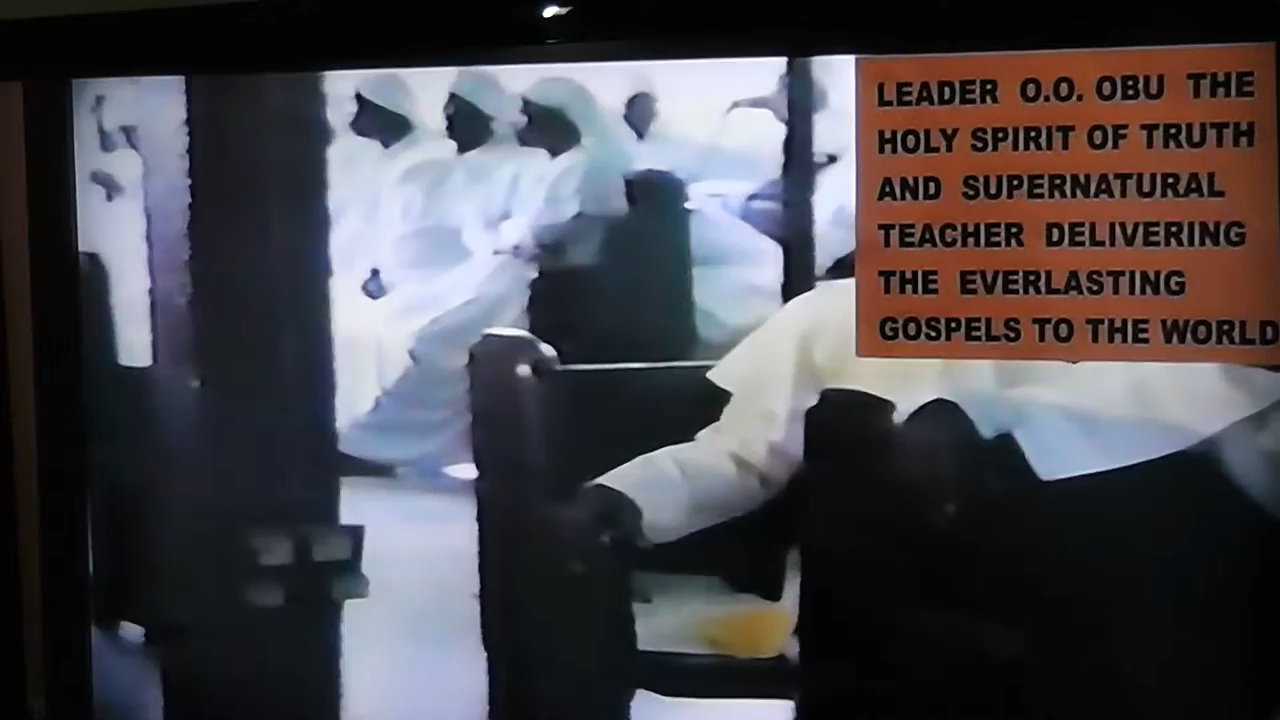 LEADER O.O. OBU THE
HOLY SPIRIT OF TRUTH
AND SUPERNATURAL
TEACHER DELIVERING
THE EVERLASTING
GOSPELS TO THE WORLD